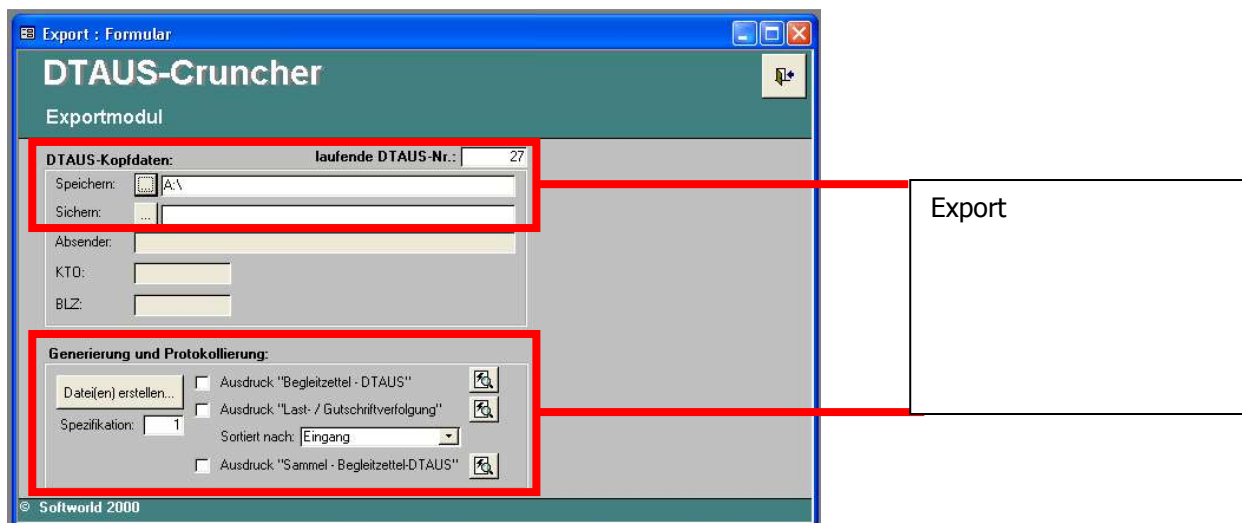 Export : Formular
DTAUS-Cruncher
Exportmodul
DTAUS-Kopfdaten: laufende DTAUS-Nr.: 27
Speichern: ... A:\
Sichern: ...
Absender:
KTO:
BLZ:
Export
Generierung und Protokollierung:
Datei(en) erstellen... Ausdruck "Begleitzettel - DTAUS"
Ausdruck "Last- / Gutschriftverfolgung"
Spezifikation: 1
Sortiert nach: Eingang
Ausdruck "Sammel - Begleitzettel-DTAUS"
© Softworld 2000